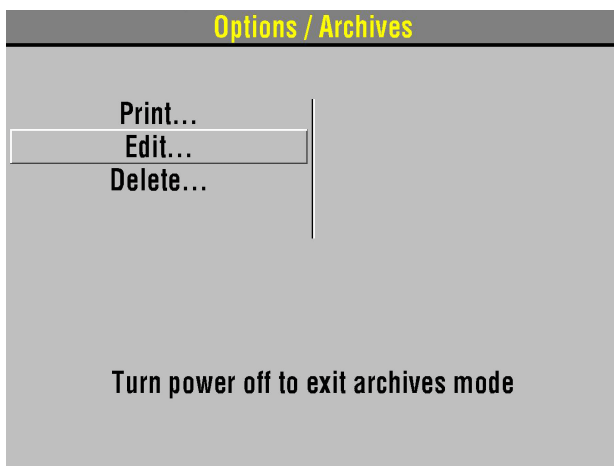 Options / Archives
Print...
Edit...
Delete...
Turn power off to exit archives mode